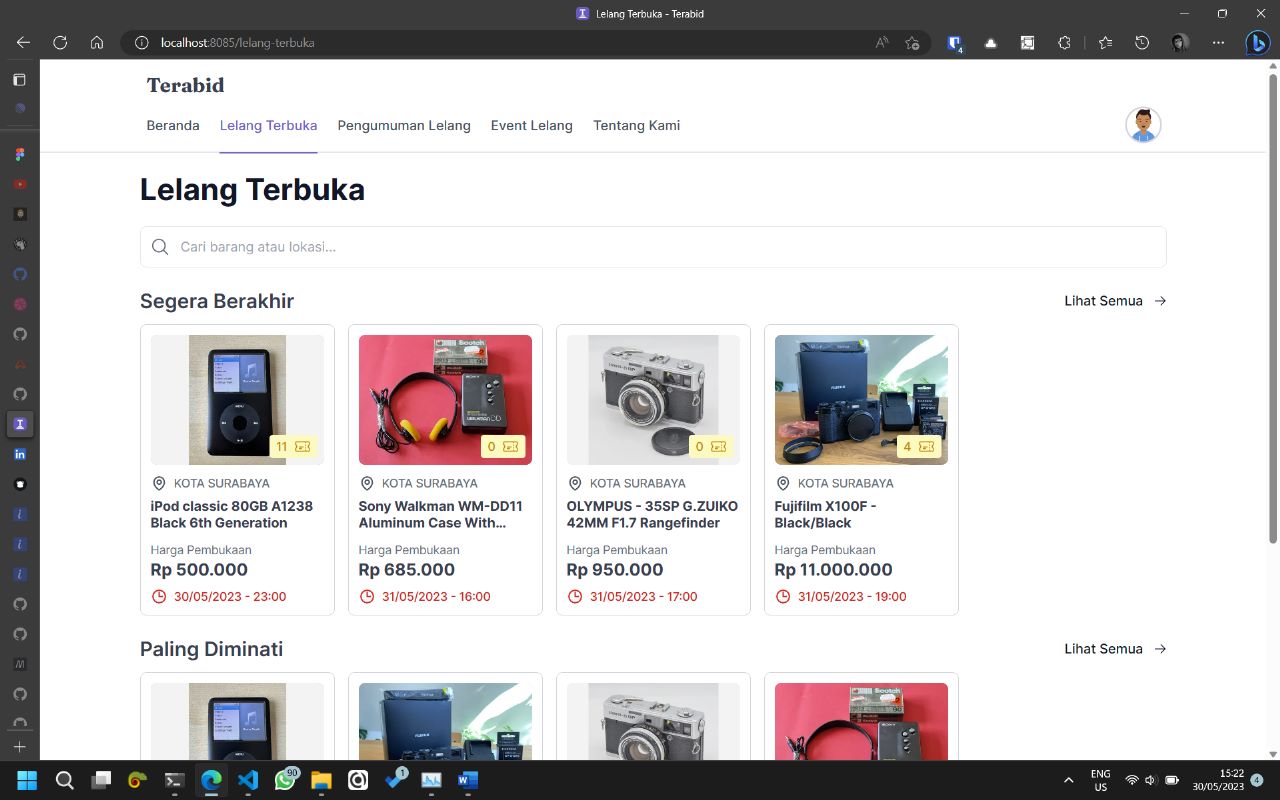 Lelang Terbuka - Terabid
localhost:8085/lelang-terbuka
4
Terabid
Beranda
Lelang Terbuka
Pengumuman Lelang
Event Lelang
Tentang Kami
Lelang Terbuka
Cari barang atau lokasi...
Segera Berakhir
Lihat Semua
11
KOTA SURABAYA
iPod classic 80GB A1238
Black 6th Generation
Harga Pembukaan
Rp 500.000
30/05/2023 - 23:00
0
KOTA SURABAYA
Sony Walkman WM-DD11
Aluminum Case With...
Harga Pembukaan
Rp 685.000
31/05/2023 - 16:00
0
KOTA SURABAYA
OLYMPUS - 35SP G.ZUIKO
42MM F1.7 Rangefinder
Harga Pembukaan
Rp 950.000
31/05/2023 - 17:00
4
KOTA SURABAYA
Fujifilm X100F -
Black/Black
Harga Pembukaan
Rp 11.000.000
31/05/2023 - 19:00
Paling Diminati
Lihat Semua
90
1
ENG
US
15:22
30/05/2023
4